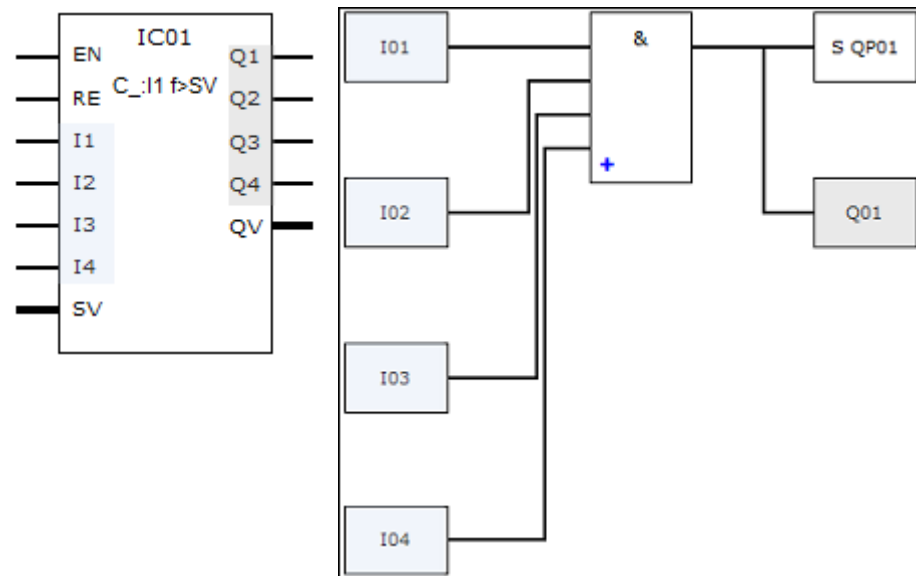 IC01
C_:I1 f>SV
EN
RE
I1
I2
I3
I4
SV
Q1
Q2
Q3
Q4
QV
I01
I02
I03
I04
&
+
S QP01
Q01